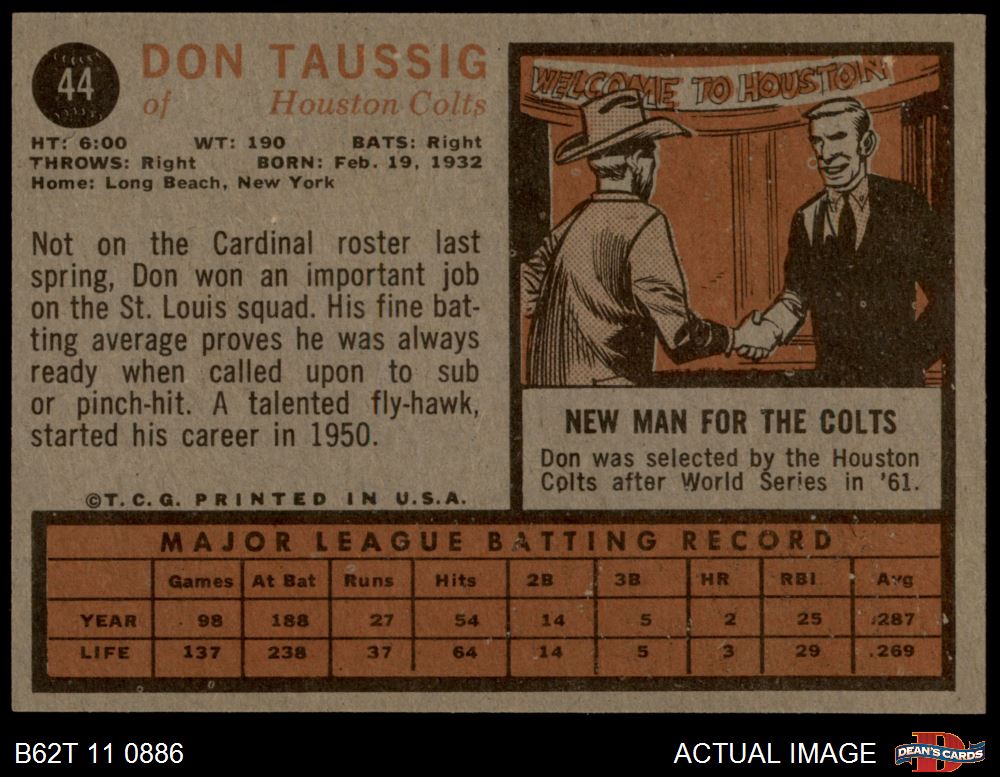 44
DON TAUSSIG
of Houston Colts
HT: 6:00 WT: 190 BATS: Right
THROWS: Right BORN: Feb. 19, 1932
Home: Long Beach, New York
Not on the Cardinal roster last
spring, Don won an important job
on the St. Louis squad. His fine bat-
ting average proves he was always
ready when called upon to sub
or pinch-hit. A talented fly-hawk,
started his career in 1950.
©T.C.G. PRINTED IN U.S.A.
WELCOME TO HOUSTON
NEW MAN FOR THE COLTS
Don was selected by the Houston
Colts after World Series in '61.
MAJOR LEAGUE BATTING RECORD
Games At Bat Runs Hits 2B 3B HR RBI Avg
YEAR 98 188 27 54 14 5 2 25 .287
LIFE 137 238 37 64 14 5 3 29 .269
B62T 11 0886
ACTUAL IMAGE
D
DEAN'S CARDS